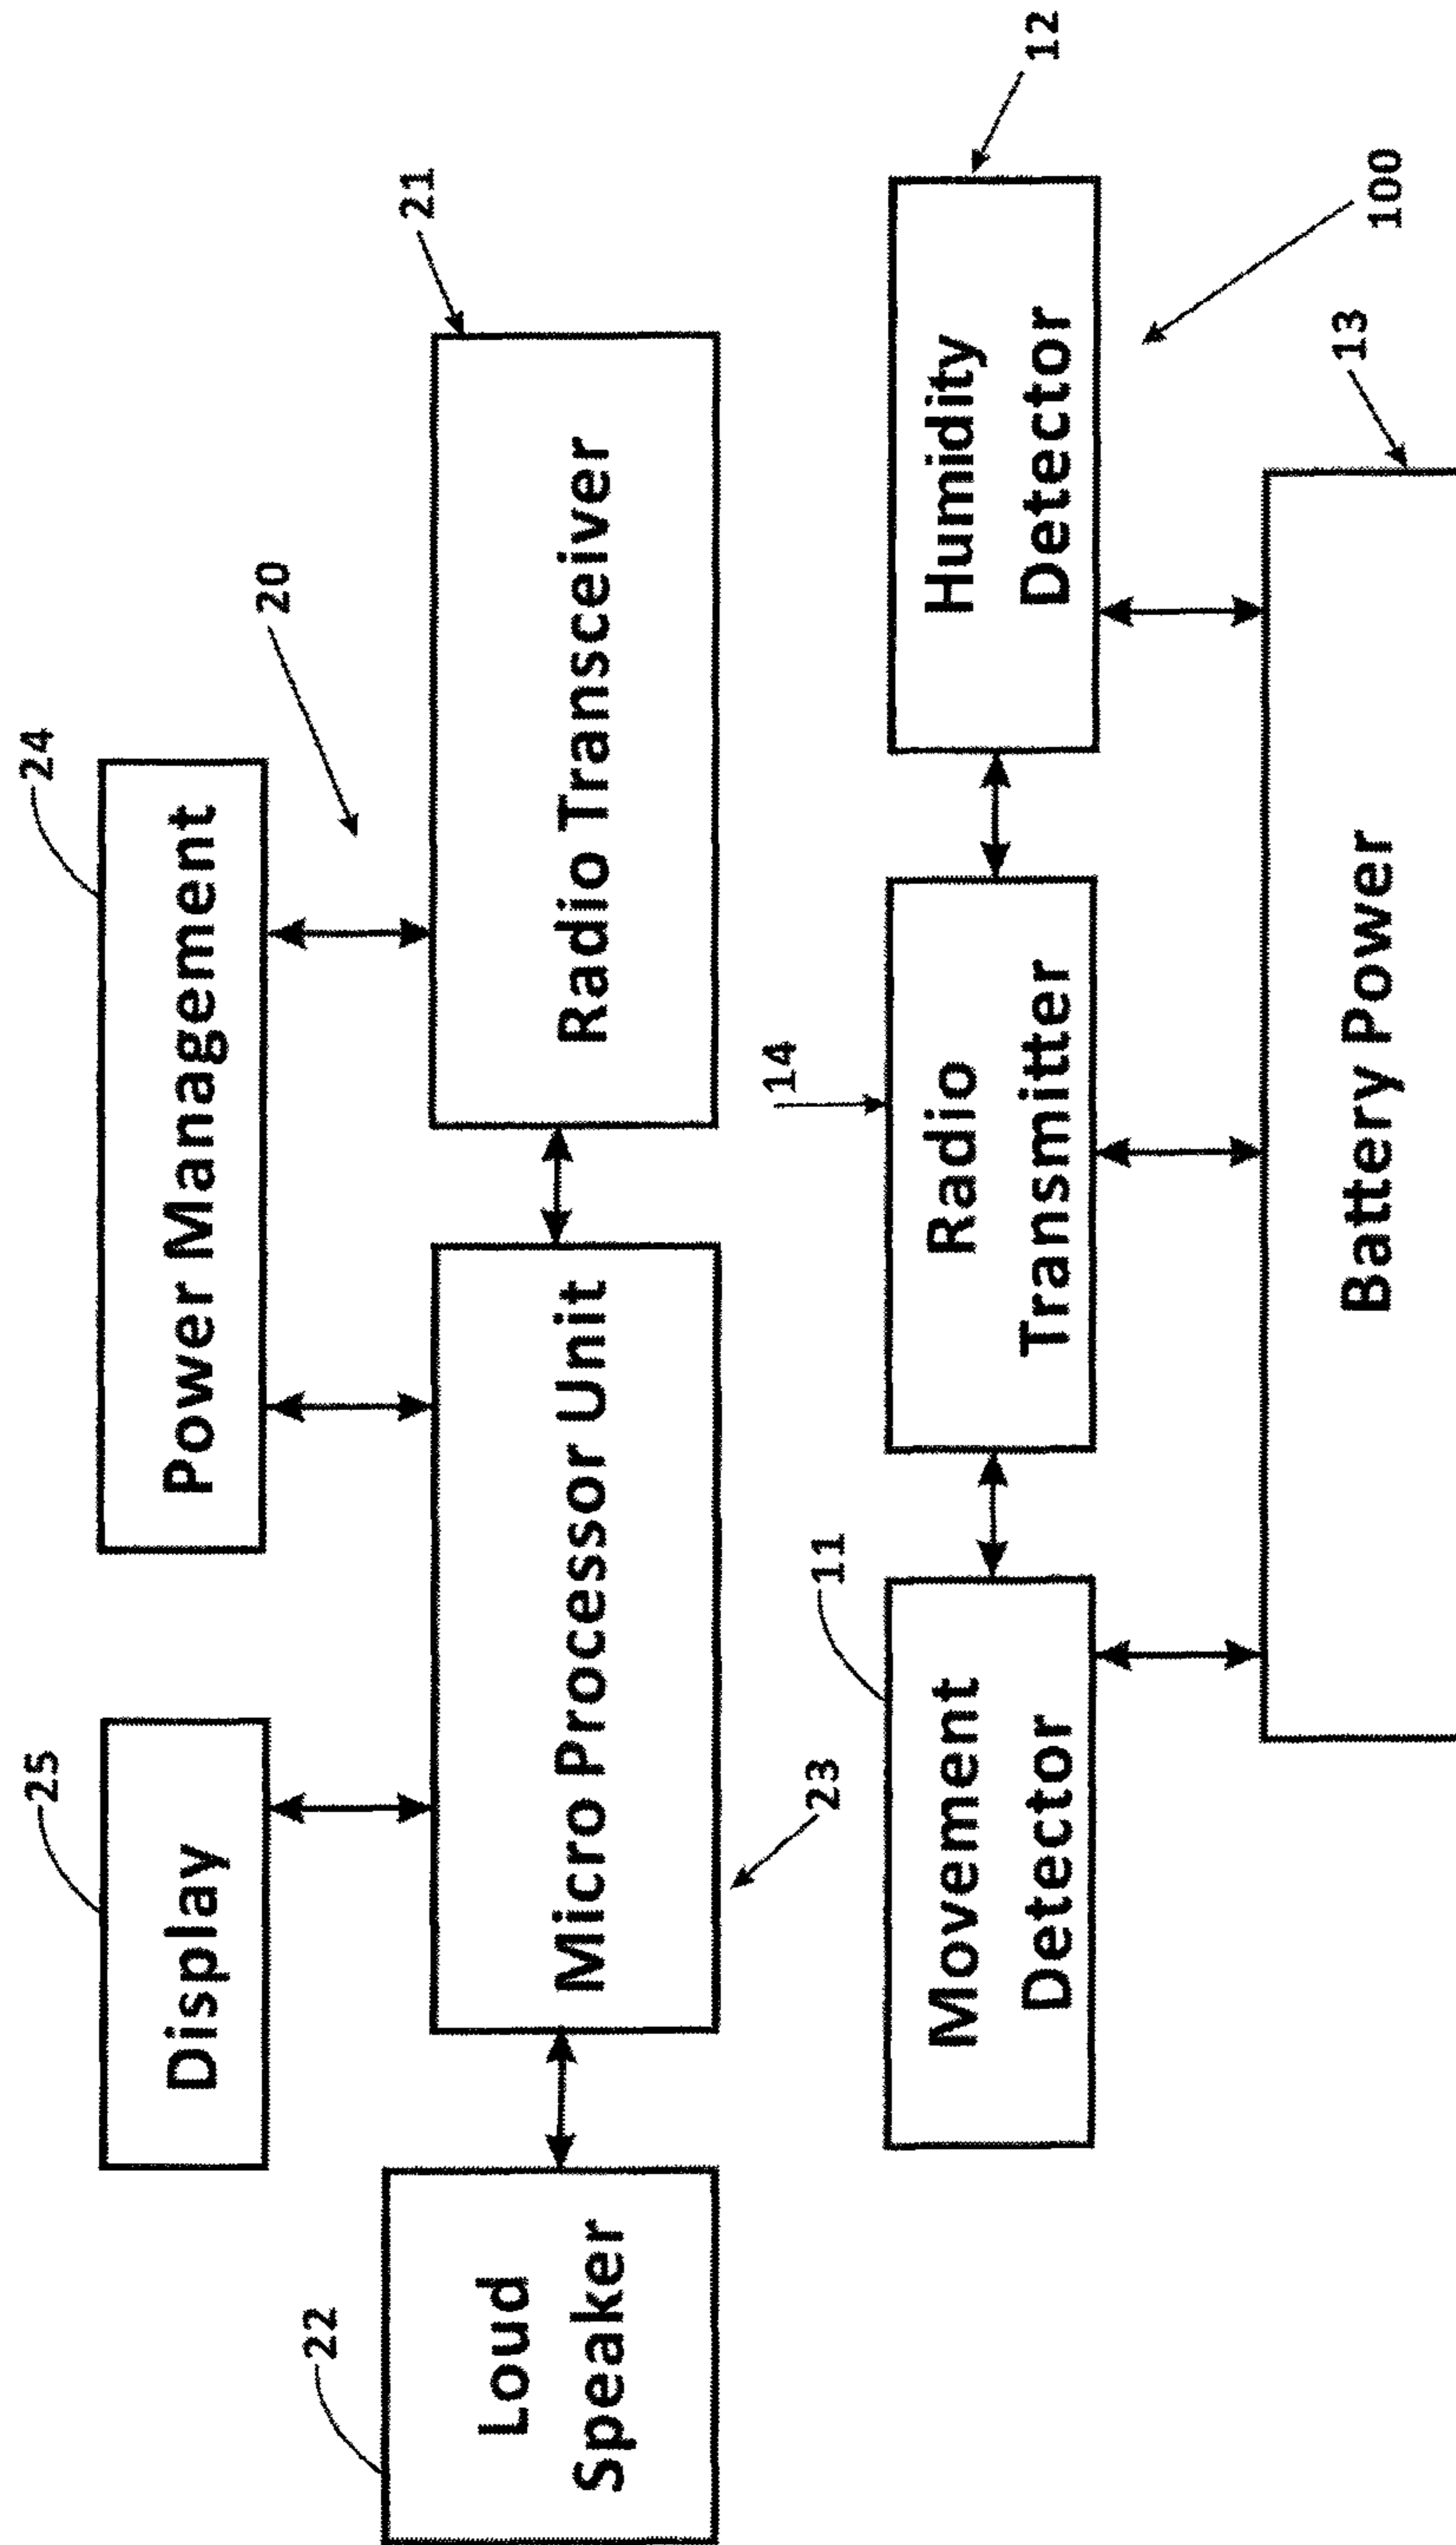 25
24
Display
Power Management
20
22
21
Loud
Speaker
Micro Processor Unit
Radio Transceiver
23
11
14
12
Movement
Detector
Radio
Transmitter
Humidity
Detector
100
13
Battery Power